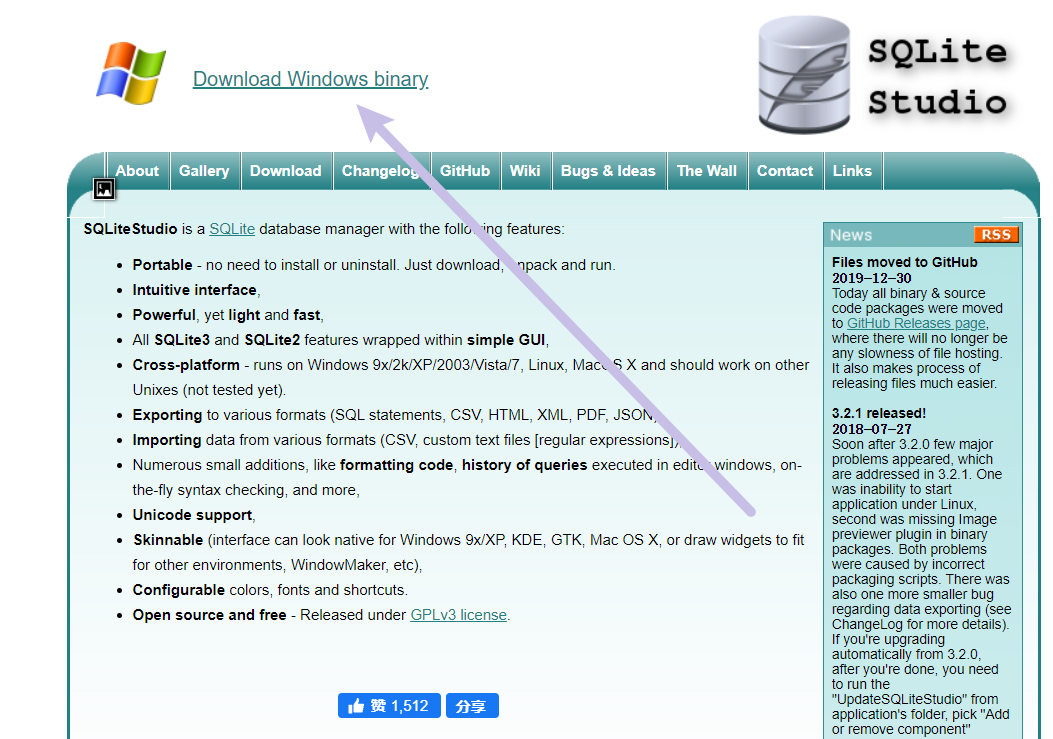 Download Windows binary
SQLite
Studio
About Gallery Download Changelog GitHub Wiki Bugs & Ideas The Wall Contact Links
SQLiteStudio is a SQLite database manager with the following features:
Portable - no need to install or uninstall. Just download, unpack and run.
Intuitive interface,
Powerful, yet light and fast,
All SQLite3 and SQLite2 features wrapped within simple GUI,
Cross-platform - runs on Windows 9x/2k/XP/2003/Vista/7, Linux, MacOS X and should work on other
Unixes (not tested yet).
Exporting to various formats (SQL statements, CSV, HTML, XML, PDF, JSON),
Importing data from various formats (CSV, custom text files [regular expressions]),
Numerous small additions, like formatting code, history of queries executed in editor windows, on-
the-fly syntax checking, and more,
Unicode support,
Skinnable (interface can look native for Windows 9x/XP, KDE, GTK, Mac OS X, or draw widgets to fit
for other environments, WindowMaker, etc),
Configurable colors, fonts and shortcuts.
Open source and free - Released under GPLv3 license.
赞 1,512 分享
News RSS
Files moved to GitHub
2019-12-30
Today all binary & source
code packages were moved
to GitHub Releases page,
where there will no longer be
any slowness of file hosting.
It also makes process of
releasing files much easier.
3.2.1 released!
2018-07-27
Soon after 3.2.0 few major
problems appeared, which
are addressed in 3.2.1. One
was inability to start
application under Linux,
second was missing Image
previewer plugin in binary
packages. Both problems
were caused by incorrect
packaging scripts. There was
also one more smaller bug
regarding data exporting (see
ChangeLog for more details).
If you're upgrading
automatically from 3.2.0,
after you're done, you need
to run the
"UpdateSQLiteStudio" from
application's folder, pick "Add
or remove component"